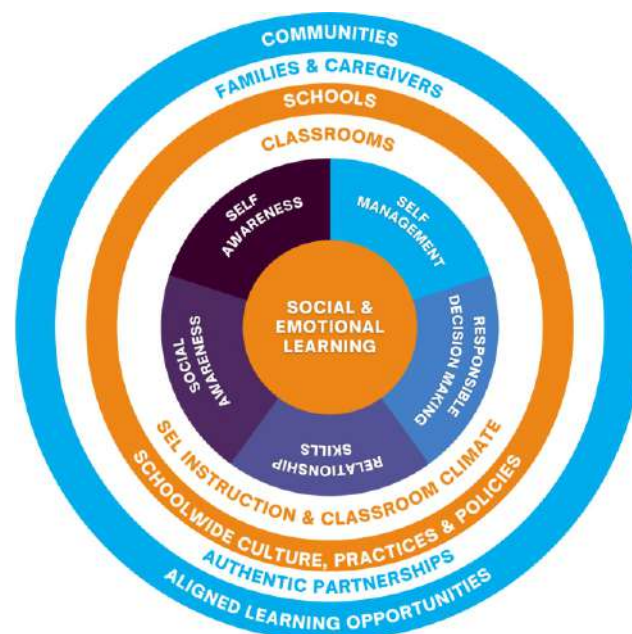 COMMUNITIES
FAMILIES & CAREGIVERS
SCHOOLS
CLASSROOMS
SELF
AWARENESS
SELF
MANAGEMENT
SOCIAL
AWARENESS
SOCIAL &
EMOTIONAL
LEARNING
RESPONSIBLE
DECISION MAKING
RELATIONSHIP
SKILLS
SEL INSTRUCTION & CLASSROOM CLIMATE
SCHOOLWIDE CULTURE, PRACTICES & POLICIES
AUTHENTIC PARTNERSHIPS
ALIGNED LEARNING OPPORTUNITIES